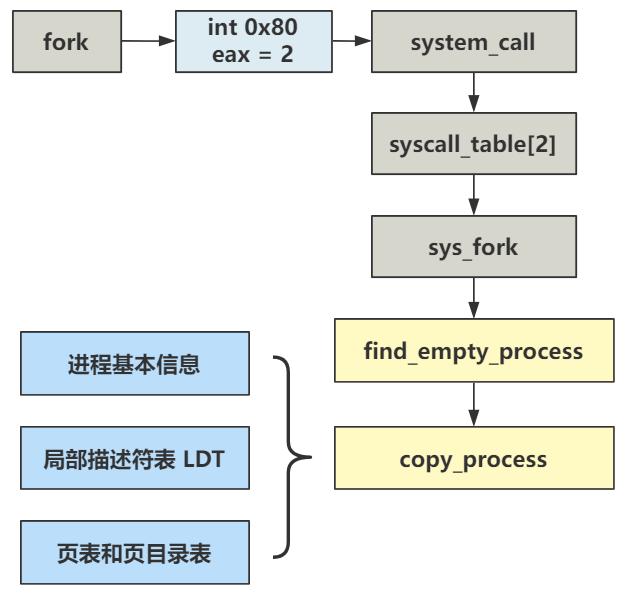 fork
int 0x80
eax = 2
system_call
syscall_table[2]
sys_fork
find_empty_process
copy_process
进程基本信息
局部描述符表 LDT
页表和页目录表